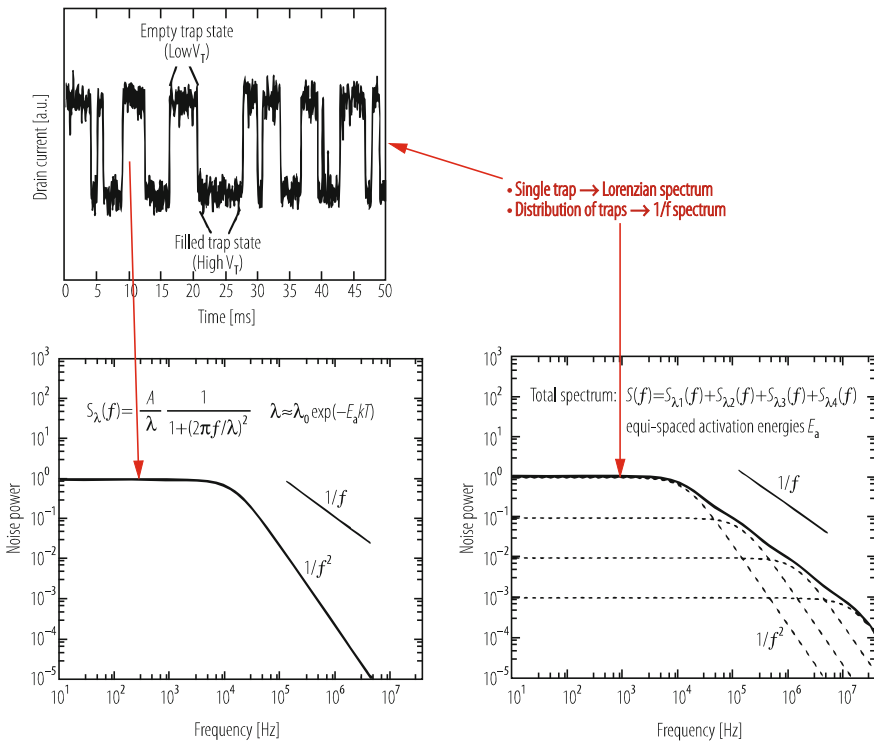 Empty trap state
(Low V_T)
Drain current [a.u.]
Filled trap state
(High V_T)
0 5 10 15 20 25 30 35 40 45 50
Time [ms]
• Single trap → Lorenzian spectrum
• Distribution of traps → 1/f spectrum
10^3
10^2
10^1
10^0
10^−1
10^−2
10^−3
10^−4
10^−5
Noise power
S_λ(f)= A/λ 1/(1+(2πf/λ)^2) λ≈λ_0 exp(−E_a kT)
1/f
1/f^2
10^1 10^2 10^3 10^4 10^5 10^6 10^7
Frequency [Hz]
10^3
10^2
10^1
10^0
10^−1
10^−2
10^−3
10^−4
10^−5
Noise power
Total spectrum: S(f)=S_λ1(f)+S_λ2(f)+S_λ3(f)+S_λ4(f)
equi-spaced activation energies E_a
1/f
1/f^2
10^1 10^2 10^3 10^4 10^5 10^6 10^7
Frequency [Hz]